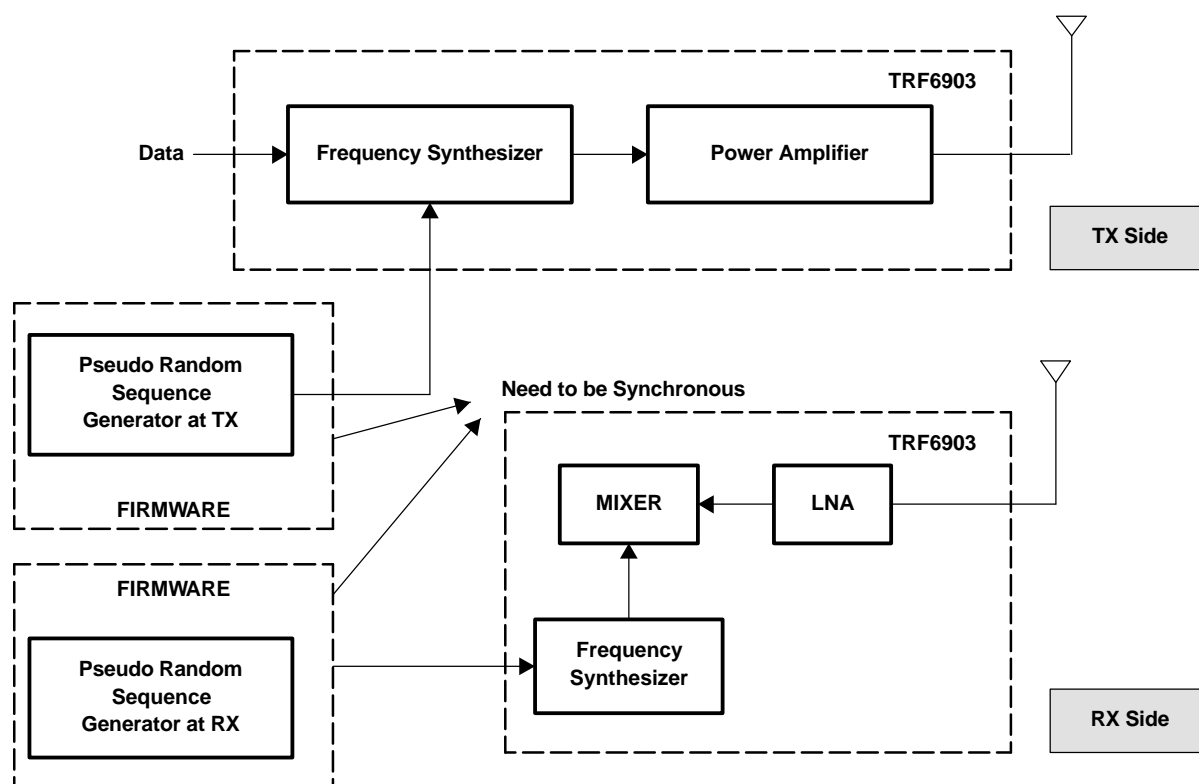 TRF6903
Data
Frequency Synthesizer
Power Amplifier
TX Side
Pseudo Random
Sequence
Generator at TX
FIRMWARE
Need to be Synchronous
TRF6903
MIXER
LNA
FIRMWARE
Pseudo Random
Sequence
Generator at RX
Frequency
Synthesizer
RX Side